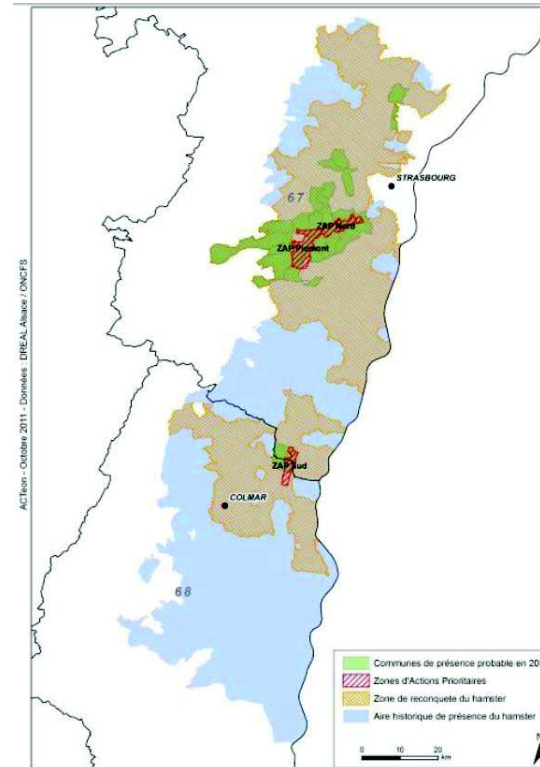 STRASBOURG
67
ZAP Nord
ZAP Piemont
ZAP Sud
COLMAR
68
ACTeon - Octobre 2011 - Données : DREAL Alsace / ONCFS
Communes de présence probable en 20
Zones d'Actions Prioritaires
Zone de reconquete du hamster
Aire historique de présence du hamster
N
0 10 20
km